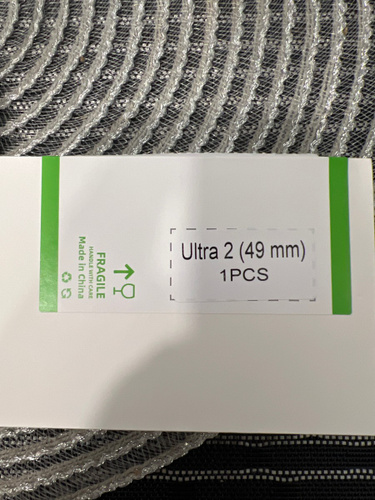 Ultra 2 (49 mm)
1PCS
FRAGILE
HANDLE WITH CARE
Made in China